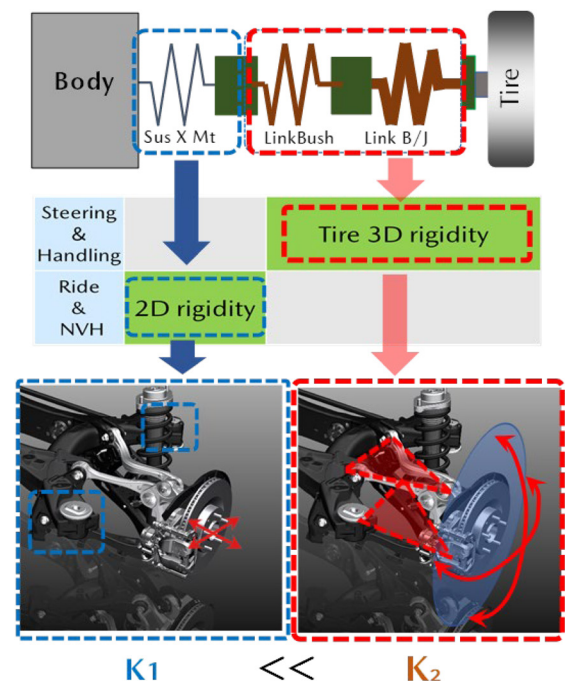 Body
Tire
Sus X Mt
LinkBush
Link B/J
Steering
&
Handling
Tire 3D rigidity
Ride
&
NVH
2D rigidity
K1 << K2